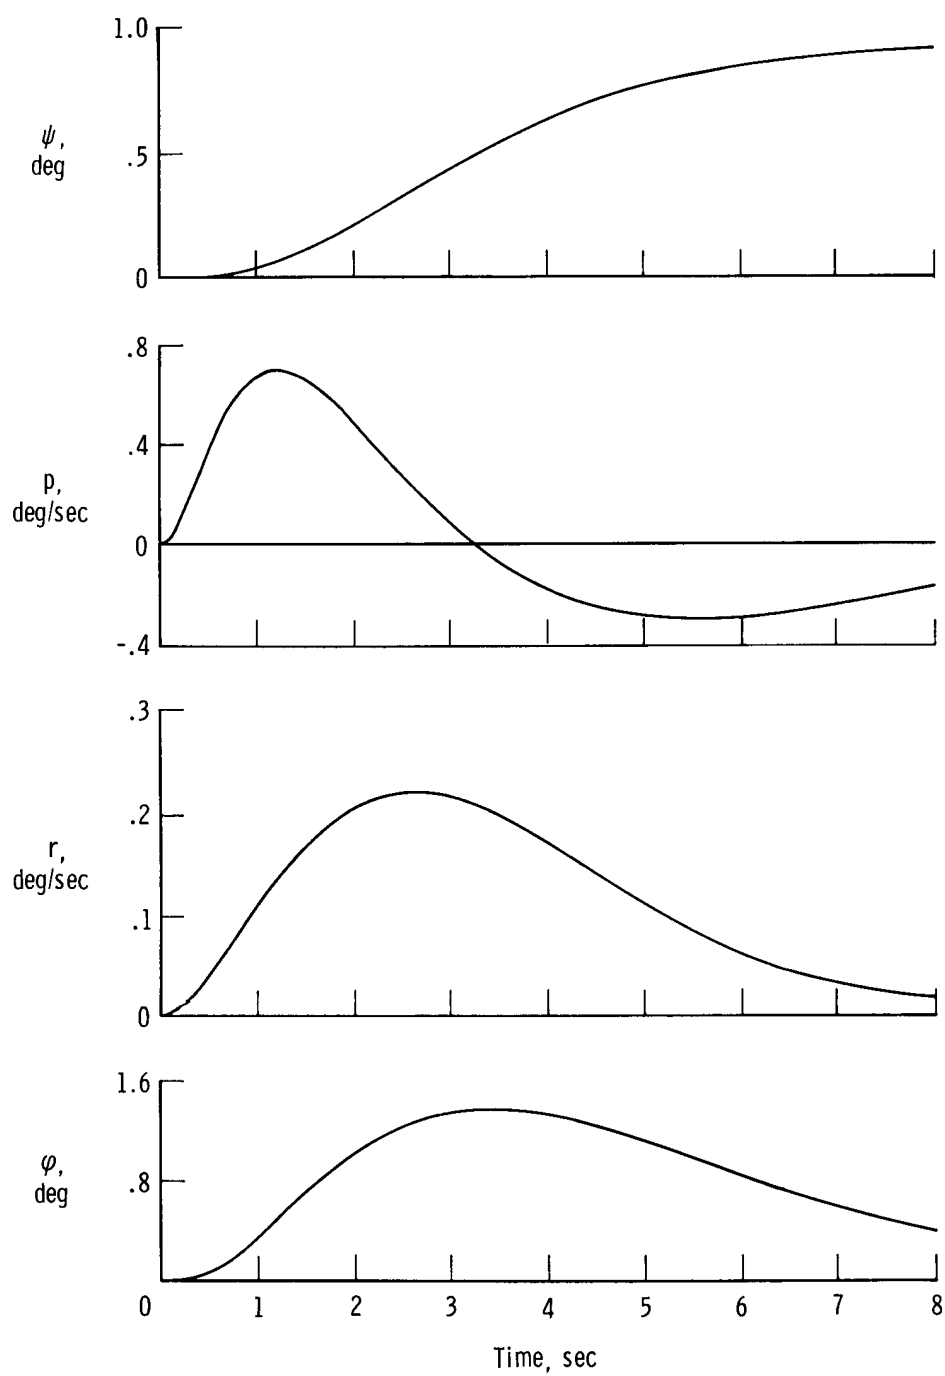 1.0
ψ,
deg
.5
0
.8
.4
p,
deg/sec
0
-.4
.3
.2
r,
deg/sec
.1
0
1.6
φ,
deg
.8
0 1 2 3 4 5 6 7 8
Time, sec